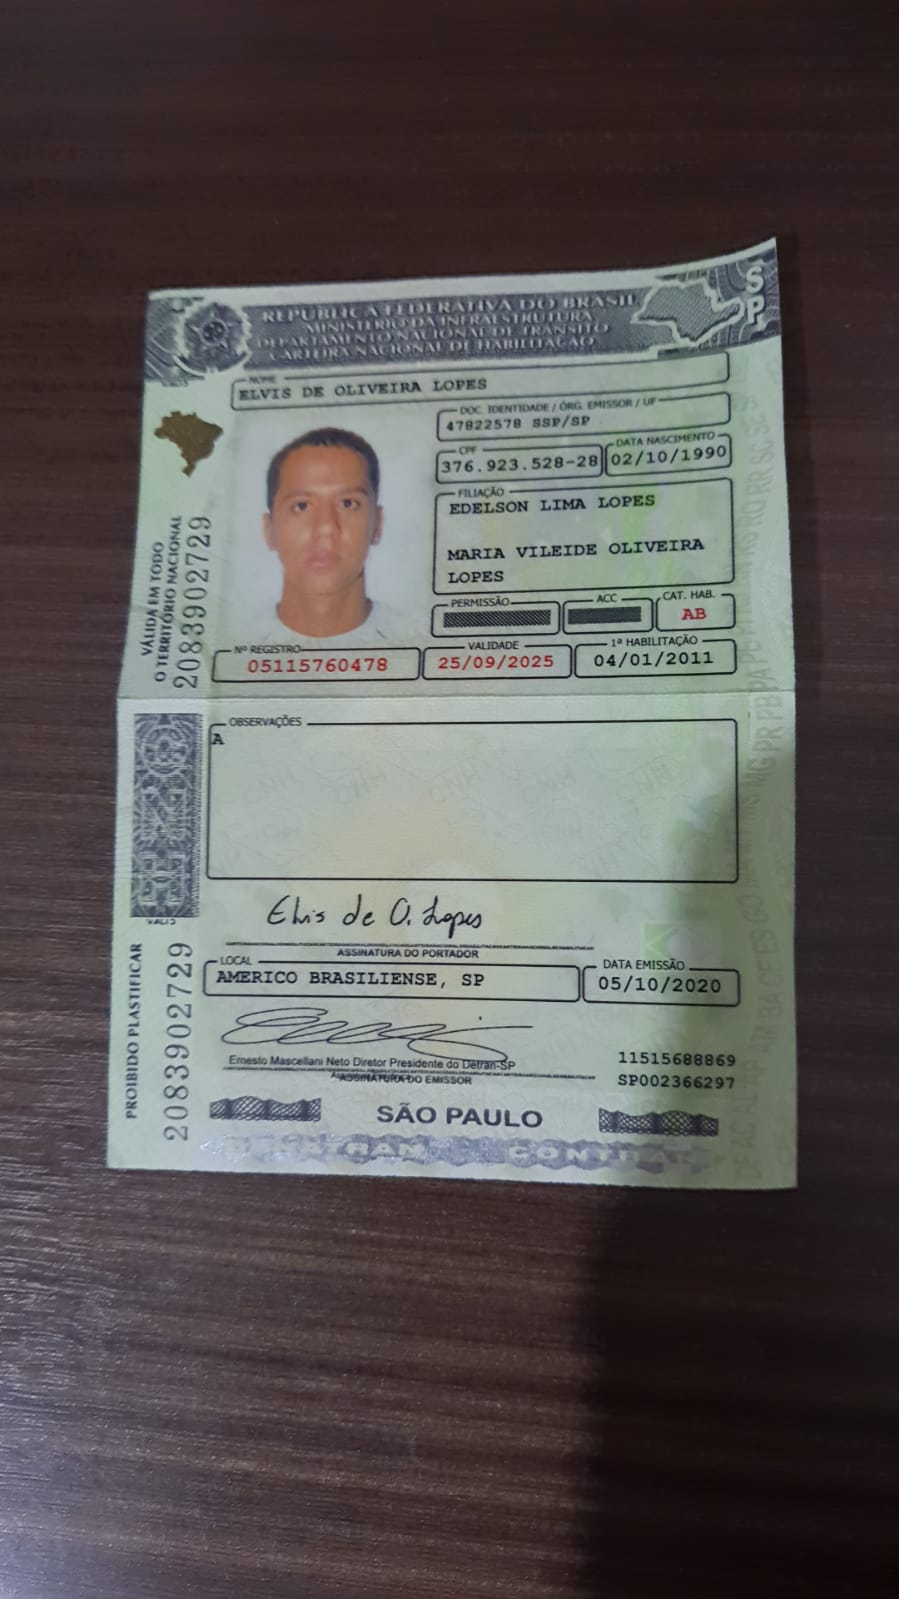 REPÚBLICA FEDERATIVA DO BRASIL
MINISTÉRIO DA INFRAESTRUTURA
DEPARTAMENTO NACIONAL DE TRÂNSITO
CARTEIRA NACIONAL DE HABILITAÇÃO
SP
NOME
ELVIS DE OLIVEIRA LOPES
DOC. IDENTIDADE / ÓRG. EMISSOR / UF
47822578 SSP/SP
CPF
376.923.528-28
DATA NASCIMENTO
02/10/1990
FILIAÇÃO
EDELSON LIMA LOPES
MARIA VILEIDE OLIVEIRA
LOPES
PERMISSÃO
ACC
CAT. HAB.
AB
Nº REGISTRO
05115760478
VALIDADE
25/09/2025
1ª HABILITAÇÃO
04/01/2011
VÁLIDA EM TODO
O TERRITÓRIO NACIONAL
2083902729
OBSERVAÇÕES
A
Elvis de O. Lopes
ASSINATURA DO PORTADOR
LOCAL
AMERICO BRASILIENSE, SP
DATA EMISSÃO
05/10/2020
Ernesto Mascellani Neto Diretor Presidente do Detran-SP
ASSINATURA DO EMISSOR
11515688869
SP002366297
PROIBIDO PLASTIFICAR
2083902729
SÃO PAULO